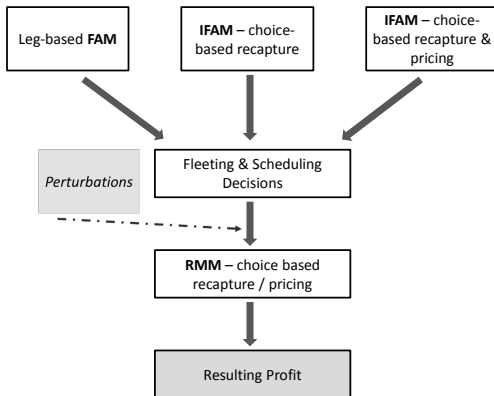 Leg-based FAM
IFAM – choice-
based recapture
IFAM – choice-
based recapture &
pricing
Fleeting & Scheduling
Decisions
Perturbations
RMM – choice based
recapture / pricing
Resulting Profit